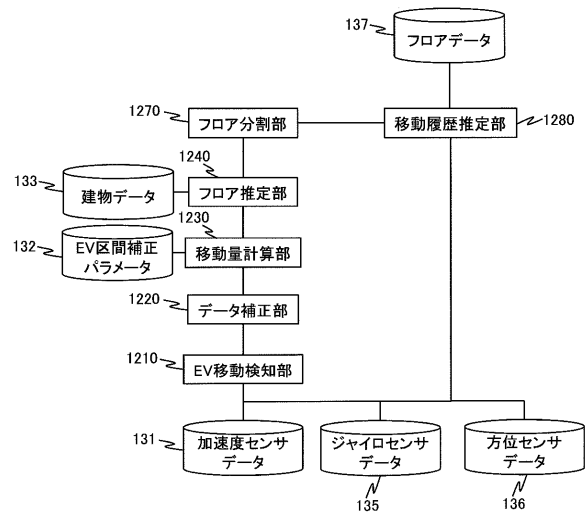 137
フロアデータ
1270
フロア分割部
移動履歴推定部
1280
1240
133
建物データ
フロア推定部
1230
132
EV区間補正
パラメータ
移動量計算部
1220
データ補正部
1210
EV移動検知部
131
加速度センサ
データ
ジャイロセンサ
データ
方位センサ
データ
135
136